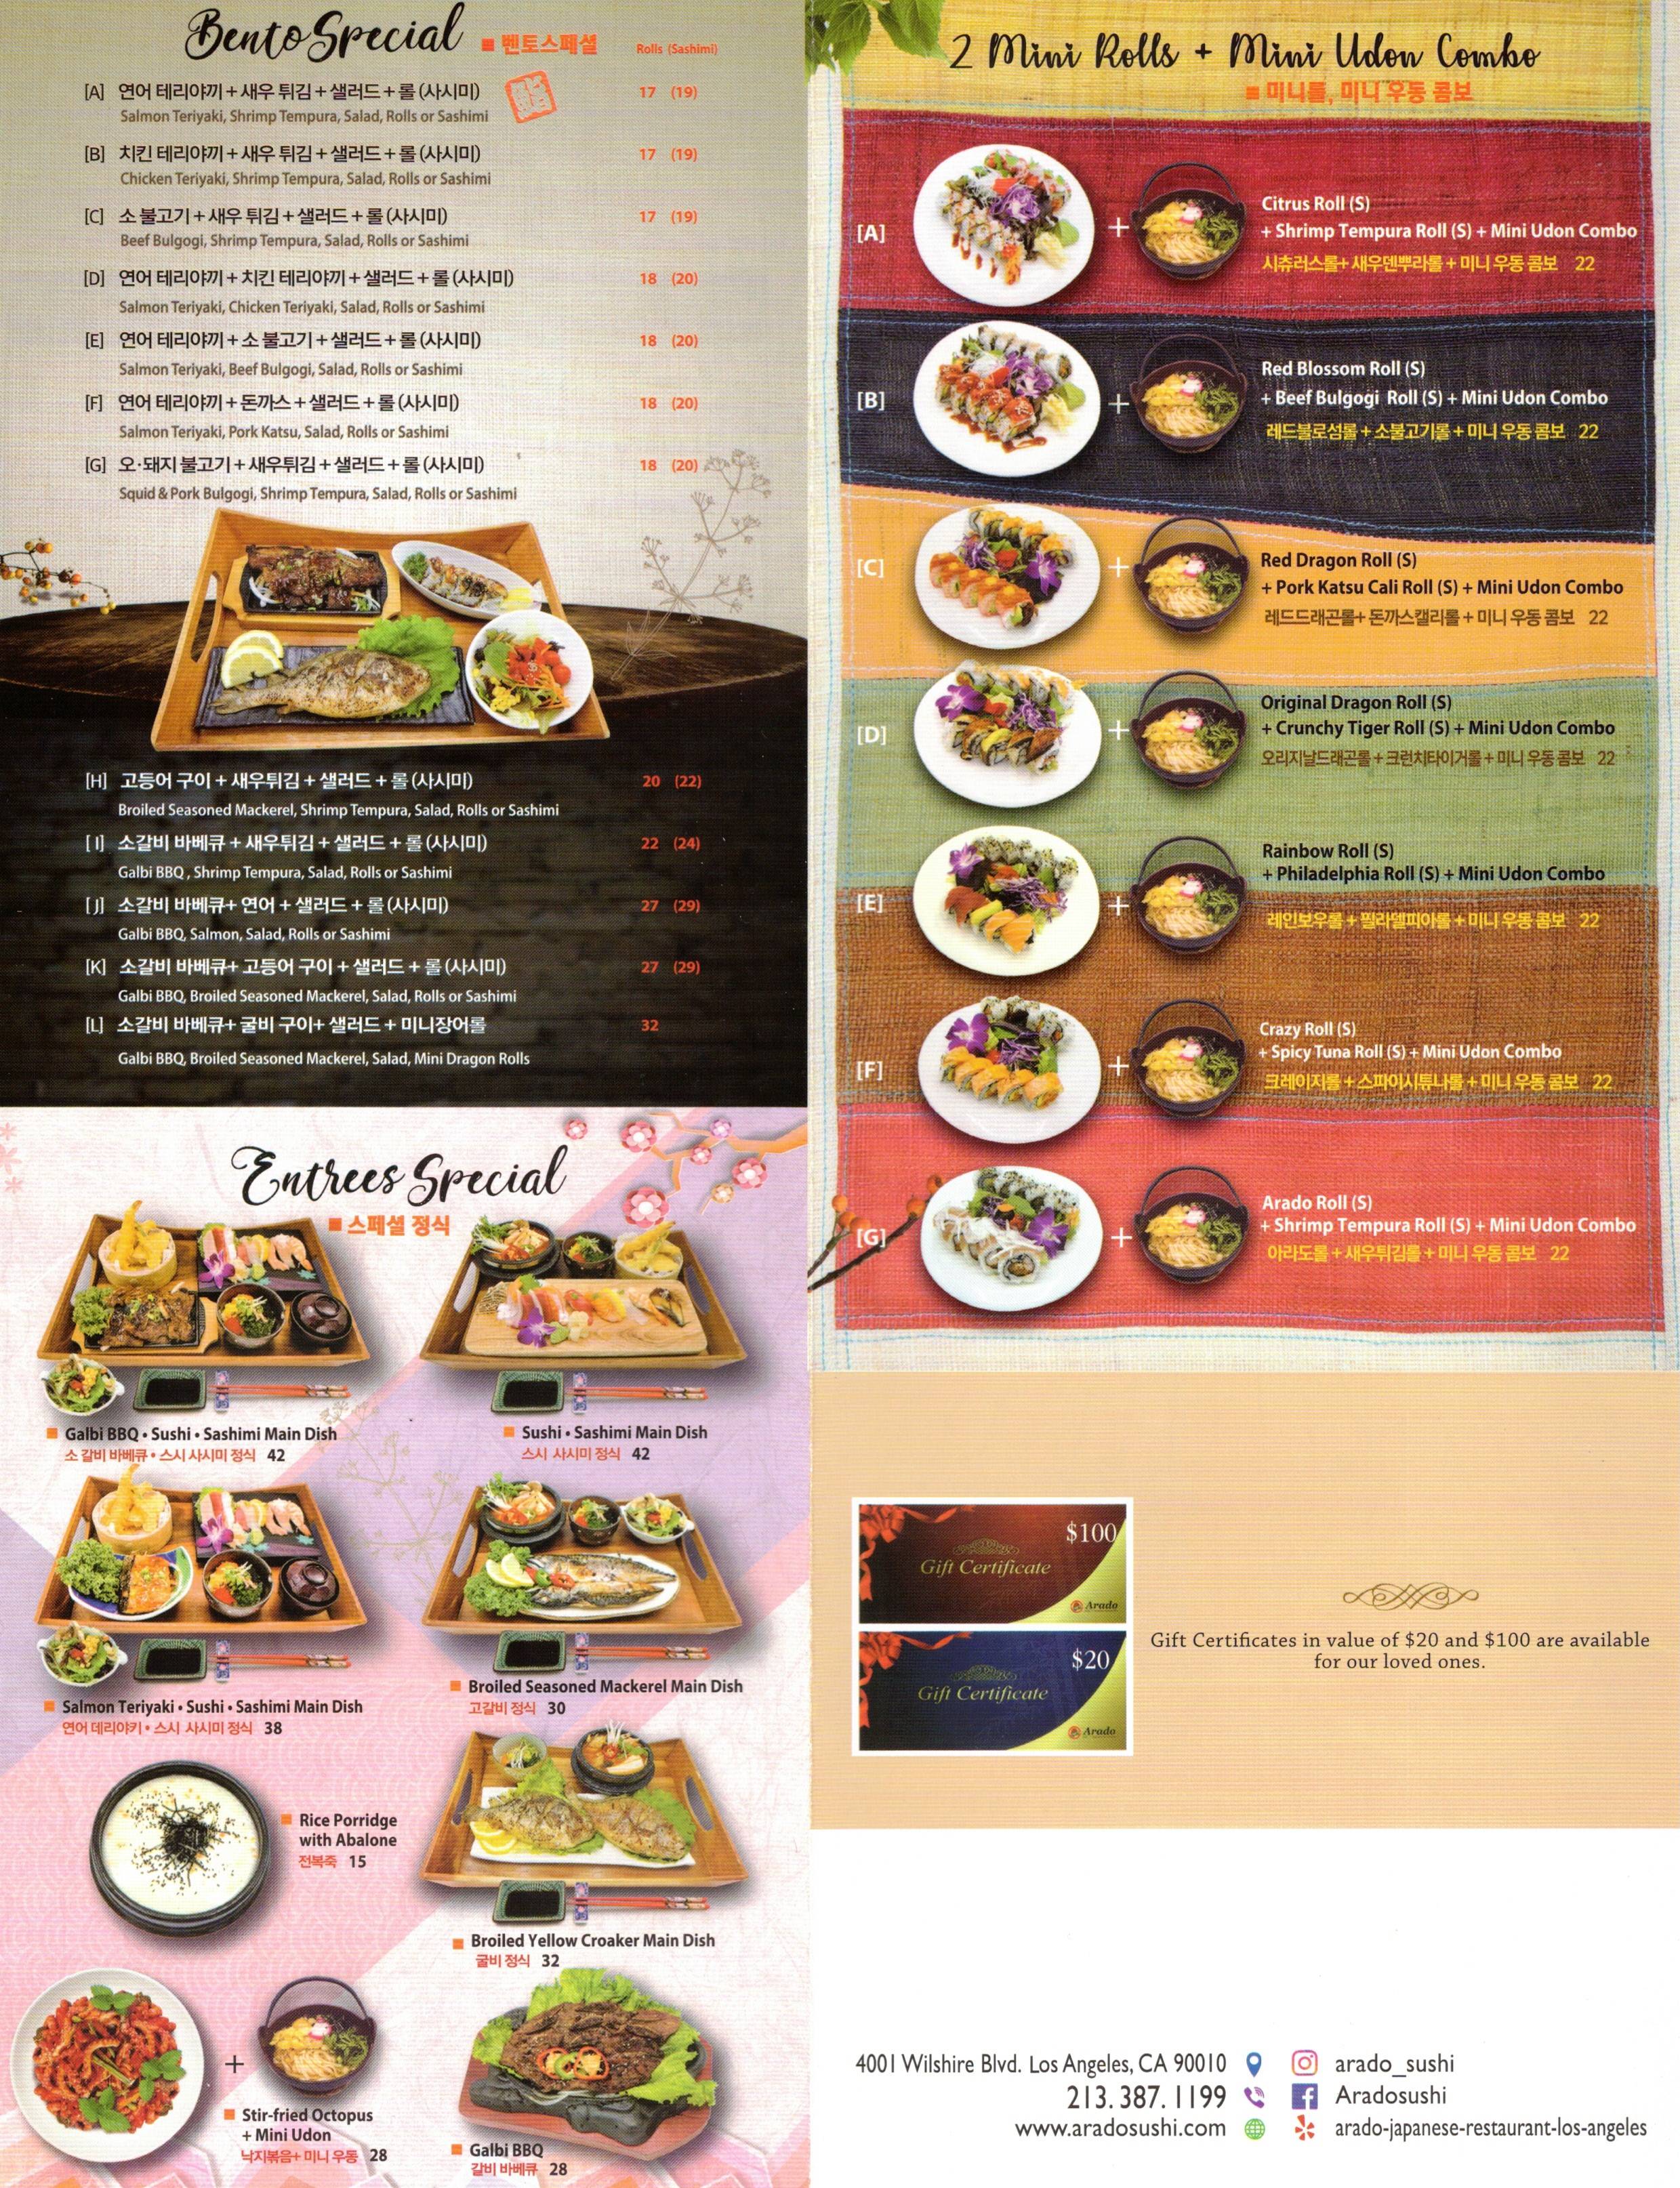 Bento Special ■ 벤토스페셜 Rolls (Sashimi)
[A] 연어 테리야끼 + 새우 튀김 + 샐러드 + 롤 (사시미) 17 (19)
Salmon Teriyaki, Shrimp Tempura, Salad, Rolls or Sashimi
[B] 치킨 테리야끼 + 새우 튀김 + 샐러드 + 롤 (사시미) 17 (19)
Chicken Teriyaki, Shrimp Tempura, Salad, Rolls or Sashimi
[C] 소 불고기 + 새우 튀김 + 샐러드 + 롤 (사시미) 17 (19)
Beef Bulgogi, Shrimp Tempura, Salad, Rolls or Sashimi
[D] 연어 테리야끼 + 치킨 테리야끼 + 샐러드 + 롤 (사시미) 18 (20)
Salmon Teriyaki, Chicken Teriyaki, Salad, Rolls or Sashimi
[E] 연어 테리야끼 + 소 불고기 + 샐러드 + 롤 (사시미) 18 (20)
Salmon Teriyaki, Beef Bulgogi, Salad, Rolls or Sashimi
[F] 연어 테리야끼 + 돈까스 + 샐러드 + 롤 (사시미) 18 (20)
Salmon Teriyaki, Pork Katsu, Salad, Rolls or Sashimi
[G] 오·돼지 불고기 + 새우튀김 + 샐러드 + 롤 (사시미) 18 (20)
Squid & Pork Bulgogi, Shrimp Tempura, Salad, Rolls or Sashimi
[H] 고등어 구이 + 새우튀김 + 샐러드 + 롤 (사시미) 20 (22)
Broiled Seasoned Mackerel, Shrimp Tempura, Salad, Rolls or Sashimi
[I] 소갈비 바베큐 + 새우튀김 + 샐러드 + 롤 (사시미) 22 (24)
Galbi BBQ , Shrimp Tempura, Salad, Rolls or Sashimi
[J] 소갈비 바베큐+ 연어 + 샐러드 + 롤 (사시미) 27 (29)
Galbi BBQ, Salmon, Salad, Rolls or Sashimi
[K] 소갈비 바베큐+ 고등어 구이 + 샐러드 + 롤 (사시미) 27 (29)
Galbi BBQ, Broiled Seasoned Mackerel, Salad, Rolls or Sashimi
[L] 소갈비 바베큐+ 굴비 구이+ 샐러드 + 미니장어롤 32
Galbi BBQ, Broiled Seasoned Mackerel, Salad, Mini Dragon Rolls
Entrees Special
■ 스페셜 정식
Galbi BBQ • Sushi • Sashimi Main Dish
소 갈비 바베큐 • 스시 사시미 정식 42
Sushi • Sashimi Main Dish
스시 사시미 정식 42
Salmon Teriyaki • Sushi • Sashimi Main Dish
연어 데리야키 • 스시 사시미 정식 38
Broiled Seasoned Mackerel Main Dish
고갈비 정식 30
Rice Porridge
with Abalone
전복죽 15
Broiled Yellow Croaker Main Dish
굴비 정식 32
+
Stir-fried Octopus
+ Mini Udon
낙지볶음+ 미니 우동 28
Galbi BBQ
갈비 바베큐 28
2 Mini Rolls + Mini Udon Combo
■ 미니롤, 미니 우동 콤보
[A] +
Citrus Roll (S)
+ Shrimp Tempura Roll (S) + Mini Udon Combo
시츄러스롤+ 새우덴뿌라롤 + 미니 우동 콤보 22
[B] +
Red Blossom Roll (S)
+ Beef Bulgogi Roll (S) + Mini Udon Combo
레드블로섬롤 + 소불고기롤 + 미니 우동 콤보 22
[C] +
Red Dragon Roll (S)
+ Pork Katsu Cali Roll (S) + Mini Udon Combo
레드드래곤롤+ 돈까스캘리롤 + 미니 우동 콤보 22
[D] +
Original Dragon Roll (S)
+ Crunchy Tiger Roll (S) + Mini Udon Combo
오리지날드래곤롤 + 크런치타이거롤 + 미니 우동 콤보 22
[E] +
Rainbow Roll (S)
+ Philadelphia Roll (S) + Mini Udon Combo
레인보우롤 + 필라델피아롤 + 미니 우동 콤보 22
[F] +
Crazy Roll (S)
+ Spicy Tuna Roll (S) + Mini Udon Combo
크레이지롤 + 스파이시튜나롤 + 미니 우동 콤보 22
[G] +
Arado Roll (S)
+ Shrimp Tempura Roll (S) + Mini Udon Combo
아라도롤 + 새우튀김롤 + 미니 우동 콤보 22
$100
Gift Certificate
Arado
$20
Gift Certificate
Arado
Gift Certificates in value of $20 and $100 are available
for our loved ones.
4001 Wilshire Blvd. Los Angeles, CA 90010
213. 387. 1199
www.aradosushi.com
arado_sushi
Aradosushi
arado-japanese-restaurant-los-angeles